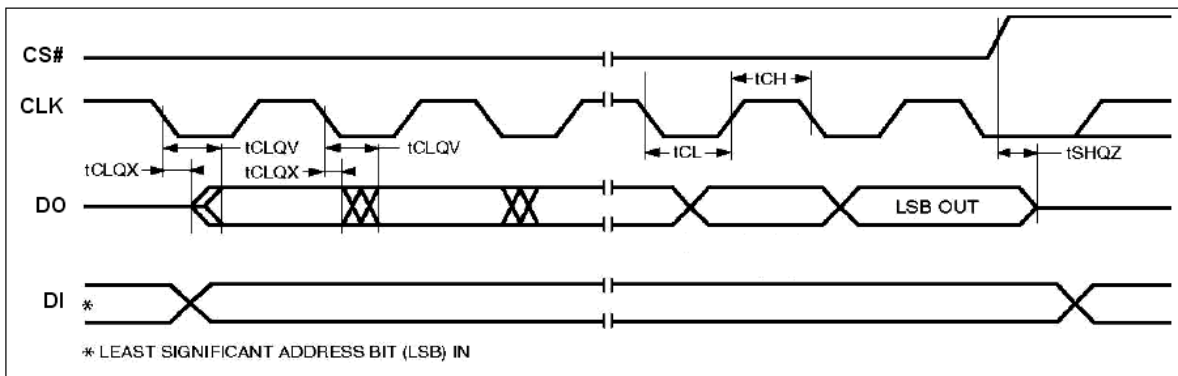 CS#
CLK
tCH
tCLQV
tCLQV
tCL
tSHQZ
tCLQX
tCLQX
DO
LSB OUT
DI
*
* LEAST SIGNIFICANT ADDRESS BIT (LSB) IN